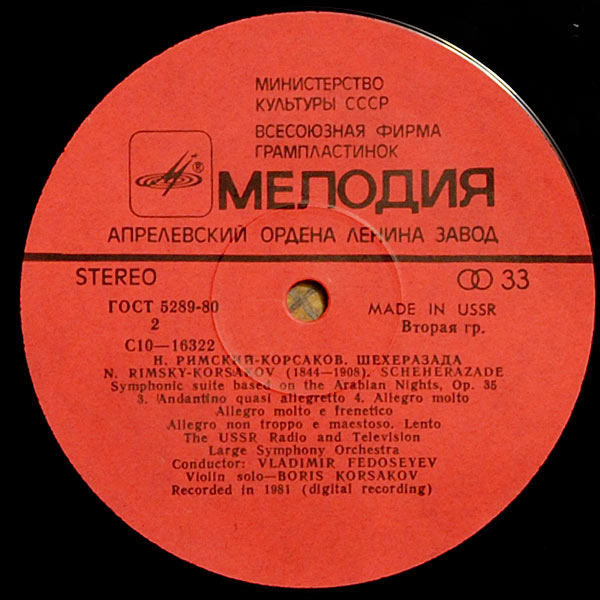 МИНИСТЕРСТВО
КУЛЬТУРЫ СССР
ВСЕСОЮЗНАЯ ФИРМА
ГРАМПЛАСТИНОК
®
МЕЛОДИЯ
АПРЕЛЕВСКИЙ ОРДЕНА ЛЕНИНА ЗАВОД
STEREO
33
ГОСТ 5289-80
MADE IN USSR
2
Вторая гр.
С10—16322
Н. РИМСКИЙ-КОРСАКОВ. ШЕХЕРАЗАДА
N. RIMSKY-KORSAKOV (1844—1908). SCHEHERAZADE
Symphonic suite based on the Arabian Nights, Op. 35
3. Andantino quasi allegretto 4. Allegro molto
Allegro molto e frenetico
Allegro non troppo e maestoso. Lento
The USSR Radio and Television
Large Symphony Orchestra
Conductor: VLADIMIR FEDOSEYEV
Violin solo—BORIS KORSAKOV
Recorded in 1981 (digital recording)